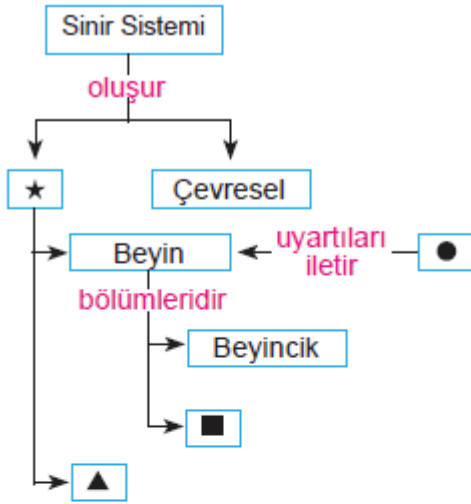 Sinir Sistemi
oluşur
★
Çevresel
Beyin
uyartıları
iletir
●
bölümleridir
Beyincik
■
▲